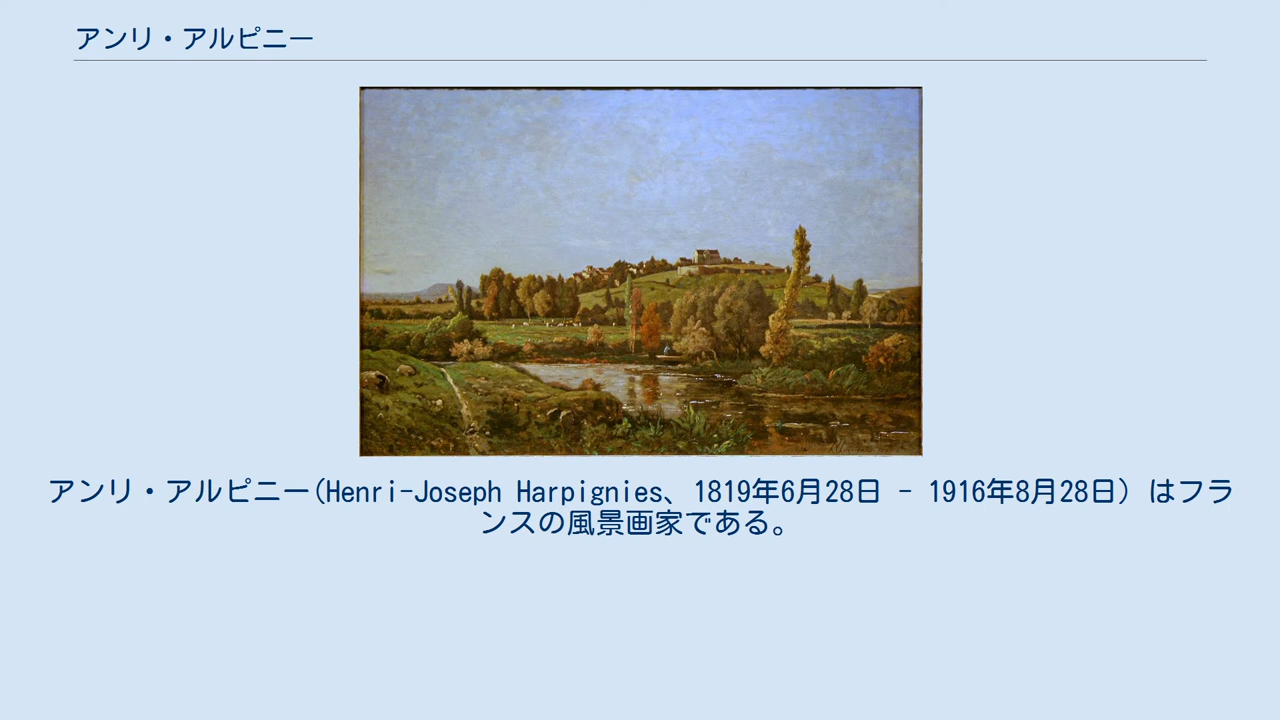 アンリ・アルピニー
アンリ・アルピニー(Henri-Joseph Harpignies、1819年6月28日 - 1916年8月28日) はフラ
ンスの風景画家である。